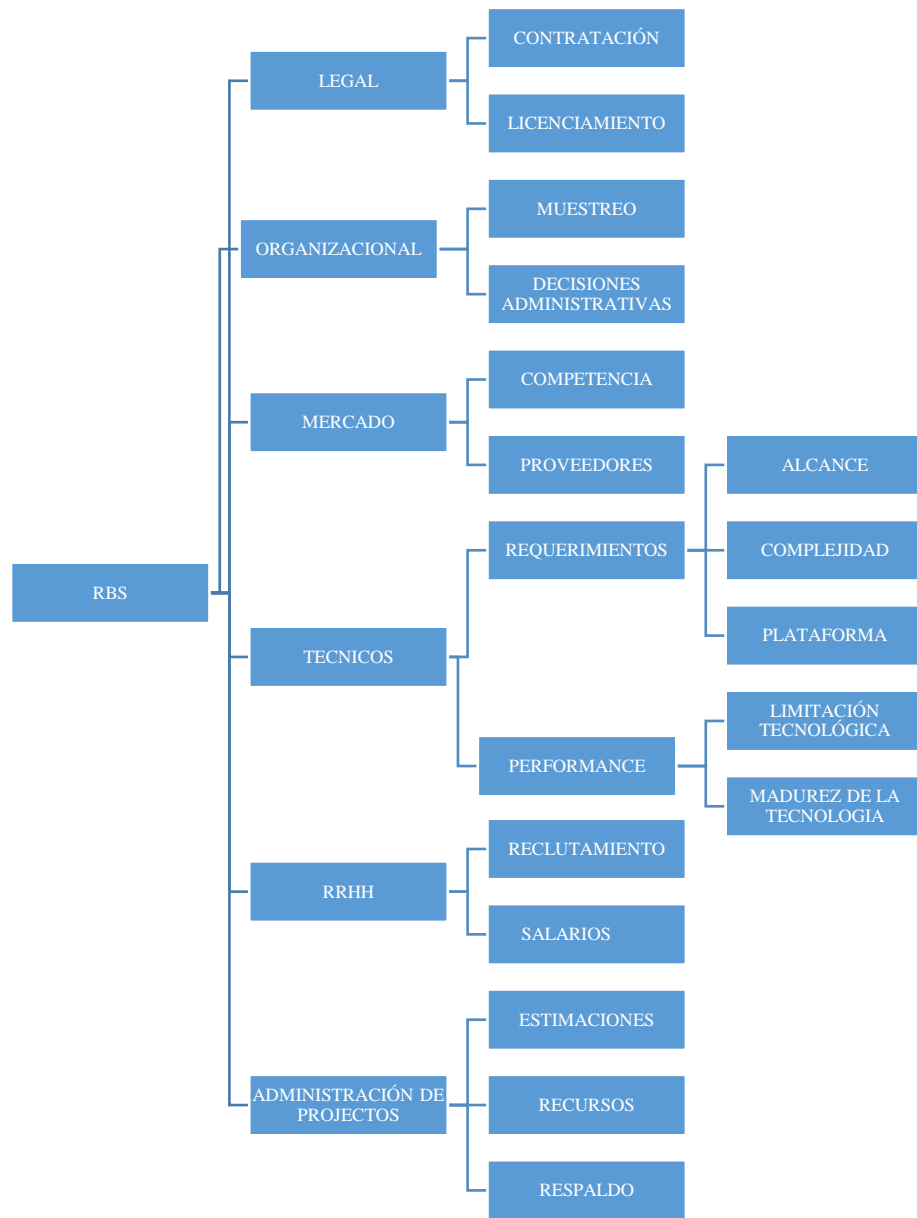 CONTRATACIÓN
LEGAL
LICENCIAMIENTO
MUESTREO
ORGANIZACIONAL
DECISIONES
ADMINISTRATIVAS
COMPETENCIA
MERCADO
PROVEEDORES
ALCANCE
REQUERIMIENTOS
COMPLEJIDAD
RBS
PLATAFORMA
TECNICOS
LIMITACIÓN
TECNOLÓGICA
PERFORMANCE
MADUREZ DE LA
TECNOLOGIA
RECLUTAMIENTO
RRHH
SALARIOS
ESTIMACIONES
ADMINISTRACIÓN DE
PROJECTOS
RECURSOS
RESPALDO